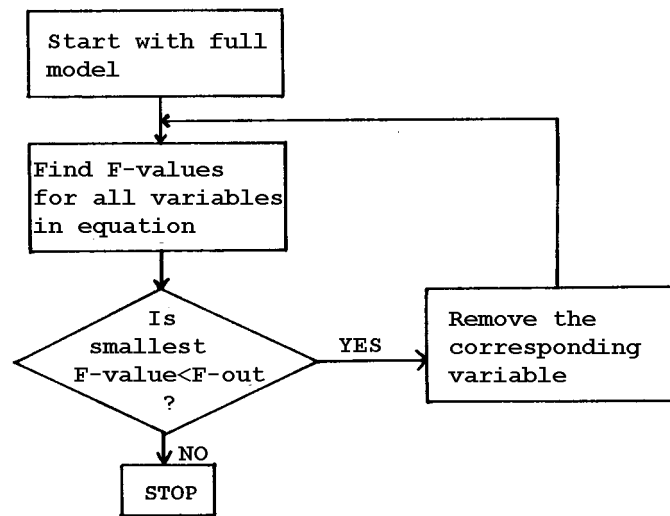 Start with full
model
Find F-values
for all variables
in equation
Is
smallest
F-value<F-out
?
YES
Remove the
corresponding
variable
NO
STOP